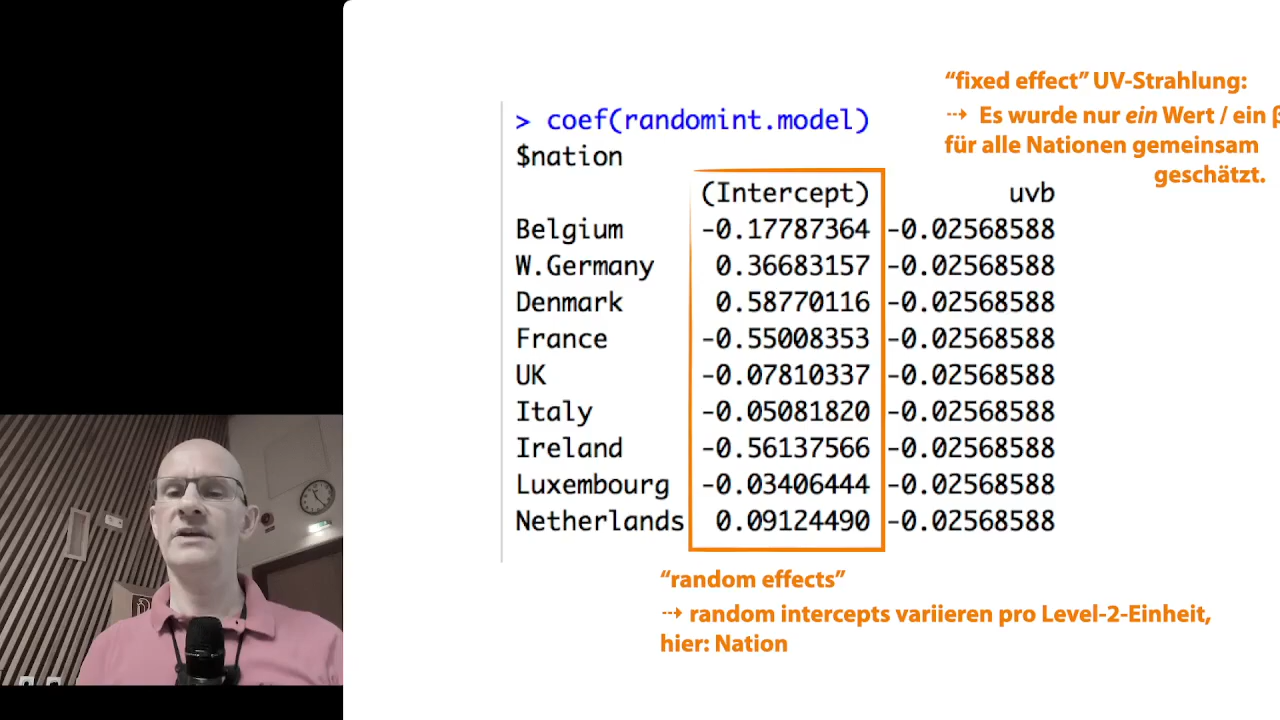 “fixed effect” UV-Strahlung:
⇢ Es wurde nur ein Wert / ein β
für alle Nationen gemeinsam
geschätzt.
> coef(randomint.model)
$nation
(Intercept) uvb
Belgium -0.17787364 -0.02568588
W.Germany 0.36683157 -0.02568588
Denmark 0.58770116 -0.02568588
France -0.55008353 -0.02568588
UK -0.07810337 -0.02568588
Italy -0.05081820 -0.02568588
Ireland -0.56137566 -0.02568588
Luxembourg -0.03406444 -0.02568588
Netherlands 0.09124490 -0.02568588
“random effects”
⇢ random intercepts variieren pro Level-2-Einheit,
hier: Nation